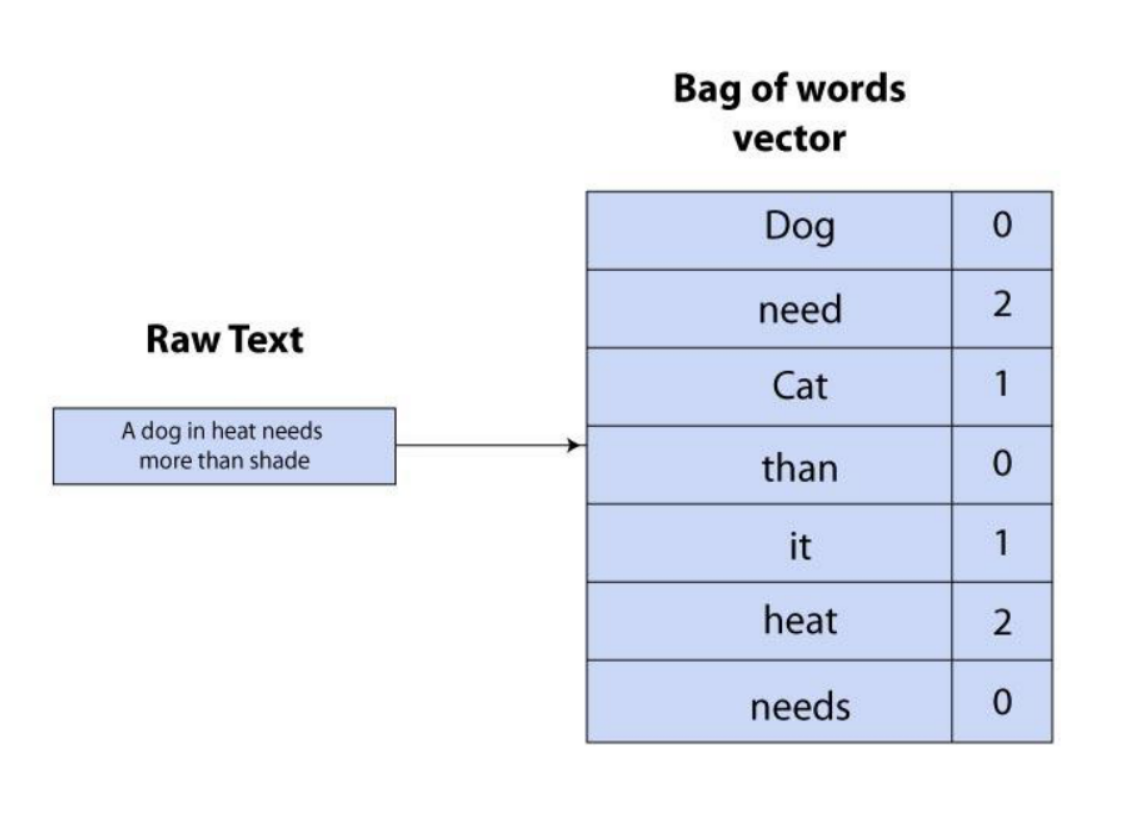 Bag of words
vector
Raw Text
A dog in heat needs
more than shade
Dog 0
need 2
Cat 1
than 0
it 1
heat 2
needs 0